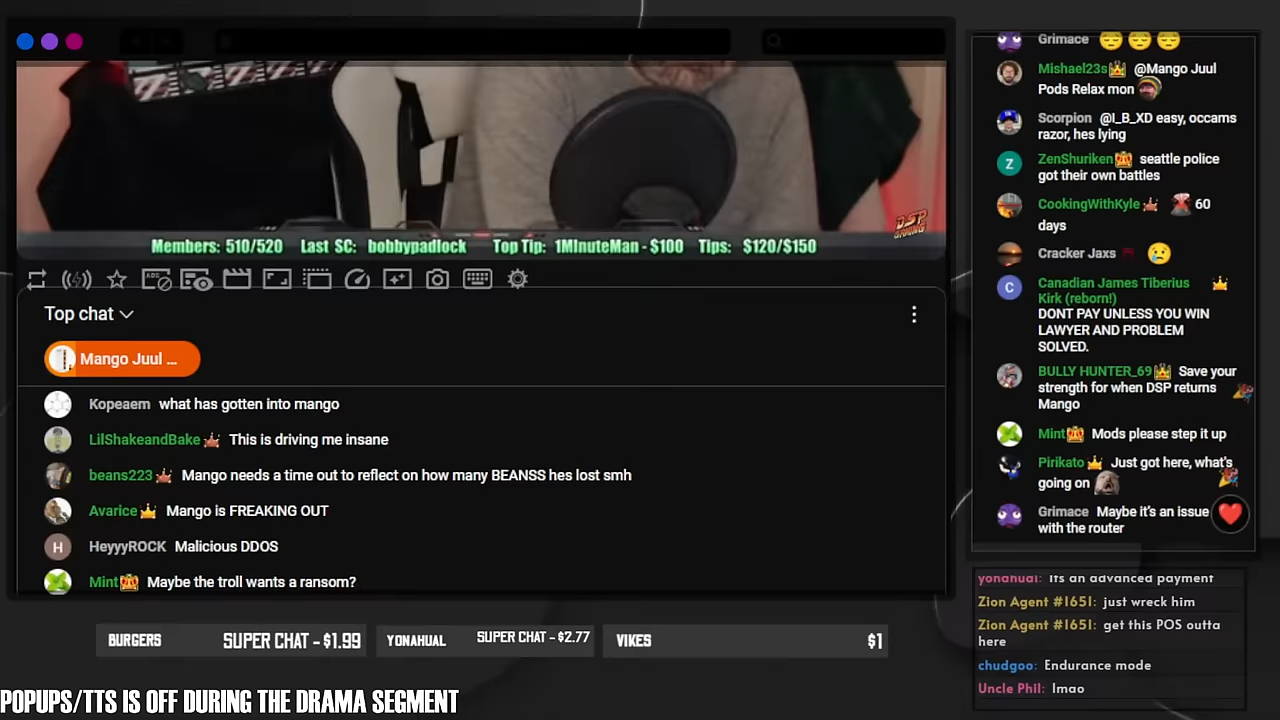 DSP
GAMING
Members: 510/520 Last SC: bobbypadlock Top Tip: 1MInuteMan - $100 Tips: $120/$150
Top chat
Mango Juul ...
Kopeaem what has gotten into mango
LilShakeandBake This is driving me insane
beans223 Mango needs a time out to reflect on how many BEANSS hes lost smh
Avarice Mango is FREAKING OUT
H HeyyyROCK Malicious DDOS
Mint Maybe the troll wants a ransom?
Grimace
Mishael23s @Mango Juul
Pods Relax mon
Scorpion @I_B_XD easy, occams
razor, hes lying
Z ZenShuriken seattle police
got their own battles
CookingWithKyle 60
days
Cracker Jaxs
C Canadian James Tiberius
Kirk (reborn!)
DONT PAY UNLESS YOU WIN
LAWYER AND PROBLEM
SOLVED.
BULLY HUNTER_69 Save your
strength for when DSP returns
Mango
Mint Mods please step it up
Pirikato Just got here, what's
going on
Grimace Maybe it's an issue
with the router
yonahual: Its an advanced payment
Zion Agent #1651: just wreck him
Zion Agent #1651: get this POS outta
here
chudgoo: Endurance mode
Uncle Phil: lmao
BURGERS SUPER CHAT - $1.99 YONAHUAL SUPER CHAT - $2.77 VIKES $1
POPUPS/TTS IS OFF DURING THE DRAMA SEGMENT